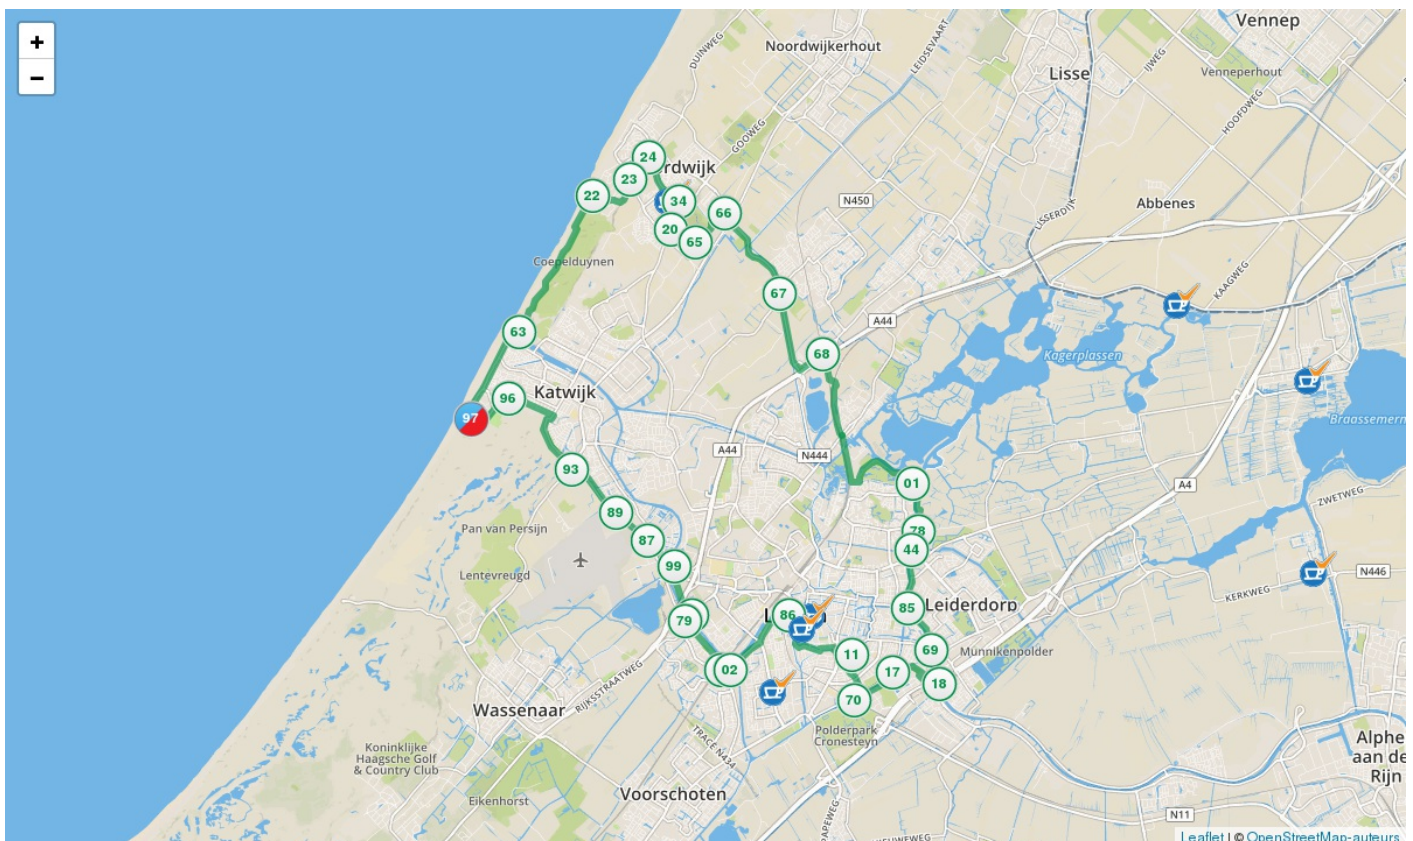 +
−
Vennep
Noordwijkerhout
DUINWEG
LEIDSEVAART
IJWEG
Lisse
Venneperhout
HOOFDWEG
GOOWEG
24
rdwijk
23
22
34
66
N450
LISSERDIJK
Abbenes
20
65
Coepelduynen
KAAGWEG
67
63
A44
68
Kagerplassen
Katwijk
96
97
Braassemerm
A44
N444
93
01
A4
ZWETWEG
89
Pan van Persijn
78
87
44
Lentevreugd
99
N446
KERKWEG
85
Leiderdorp
86
L
n
79
11
69
Munnikenpolder
RIJKSSTRAATWEG
02
17
18
Wassenaar
70
Polderpark
Cronesteyn
TRACÉ N434
Koninklijke
Haagsche Golf
& Country Club
Alphe
aan de
Rijn
Eikenhorst
Voorschoten
DAPEWEG
N11
Leaflet | © OpenStreetMap-auteurs